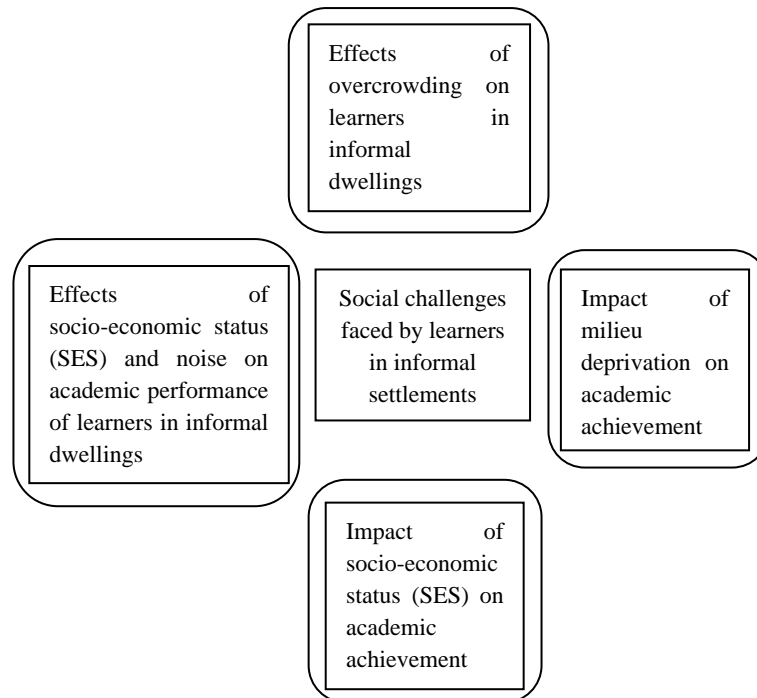 Effects of
overcrowding on
learners in
informal
dwellings
Effects of
socio-economic status
(SES) and noise on
academic performance
of learners in informal
dwellings
Social challenges
faced by learners
in informal
settlements
Impact of
milieu
deprivation on
academic
achievement
Impact of
socio-economic
status (SES) on
academic
achievement